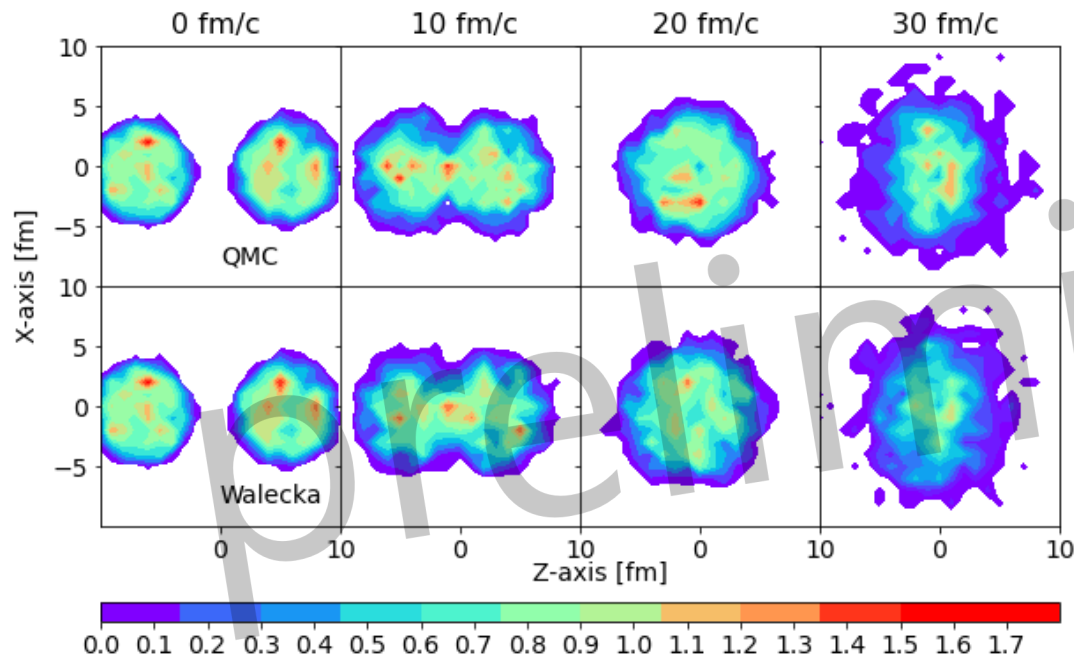 0 fm/c 10 fm/c 20 fm/c 30 fm/c
10
5
0
−5
QMC
10
5
0
−5
Walecka
X-axis [fm]
0 10 0 10 0 10 0 10
Z-axis [fm]
0.0 0.1 0.2 0.3 0.4 0.5 0.6 0.7 0.8 0.9 1.0 1.1 1.2 1.3 1.4 1.5 1.6 1.7
prelimi